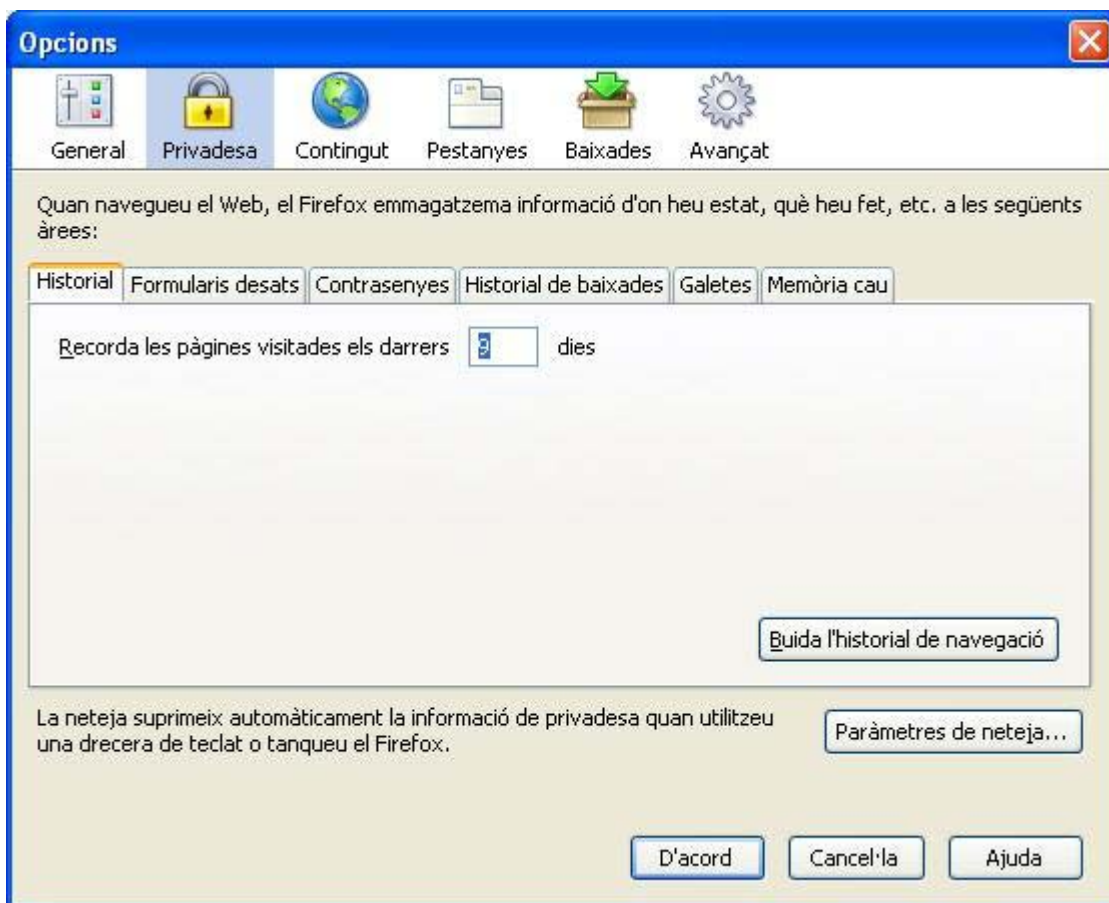 Opcions
General Privadesa Contingut Pestanyes Baixades Avançat
Quan navegueu el Web, el Firefox emmagatzema informació d'on heu estat, què heu fet, etc. a les següents
àrees:
Historial Formularis desats Contrasenyes Historial de baixades Galetes Memòria cau
Recorda les pàgines visitades els darrers 9 dies
Buida l'historial de navegació
La neteja suprimeix automàticament la informació de privadesa quan utilitzeu
una drecera de teclat o tanqueu el Firefox.
Paràmetres de neteja...
D'acord Cancel·la Ajuda